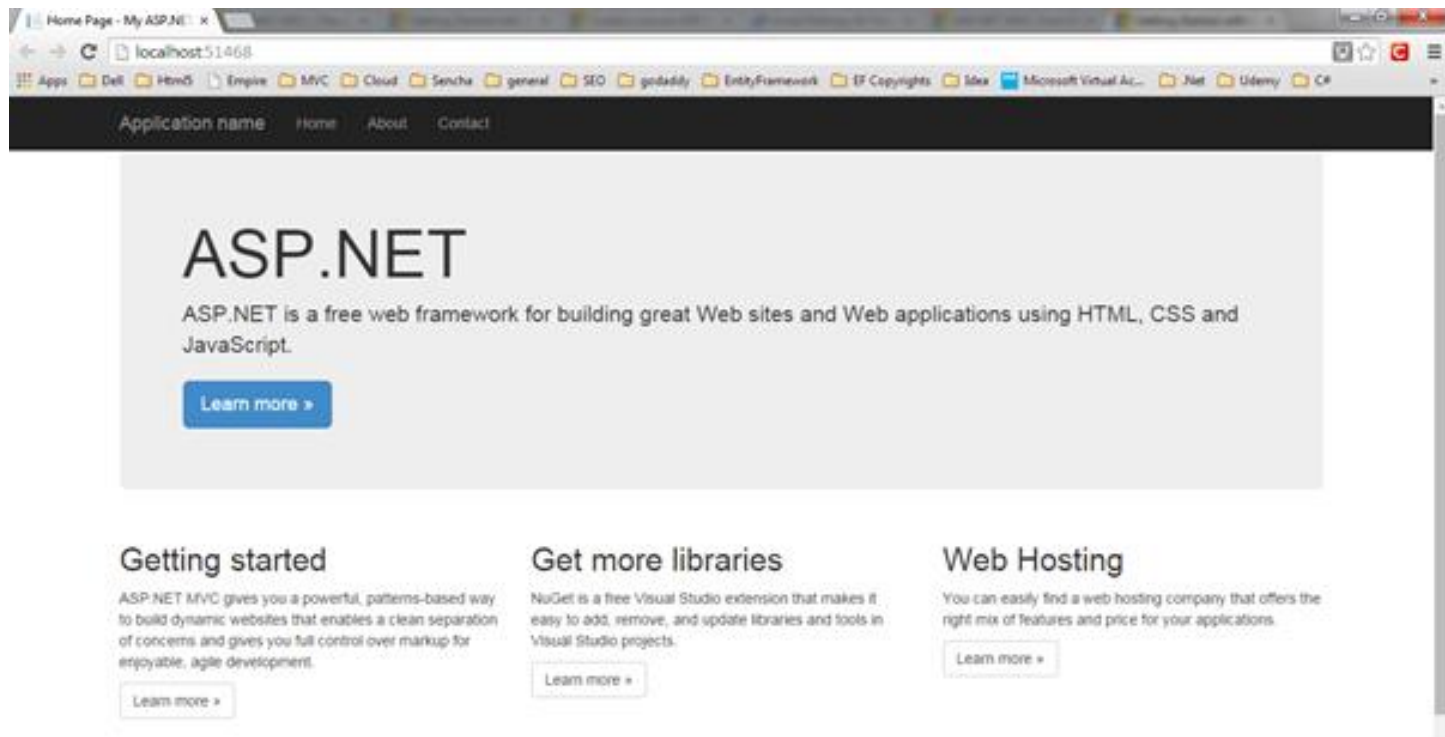 Home Page - My ASP.NE
localhost:51468
Apps Dell Html5 Empire MVC Cloud Sencha general SEO godaddy EntityFramework EF Copyrights Idea Microsoft Virtual Ac... .Net Udemy C#
Application name Home About Contact
ASP.NET
ASP.NET is a free web framework for building great Web sites and Web applications using HTML, CSS and
JavaScript.
Learn more »
Getting started
ASP.NET MVC gives you a powerful, patterns-based way
to build dynamic websites that enables a clean separation
of concerns and gives you full control over markup for
enjoyable, agile development.
Learn more »
Get more libraries
NuGet is a free Visual Studio extension that makes it
easy to add, remove, and update libraries and tools in
Visual Studio projects.
Learn more »
Web Hosting
You can easily find a web hosting company that offers the
right mix of features and price for your applications.
Learn more »